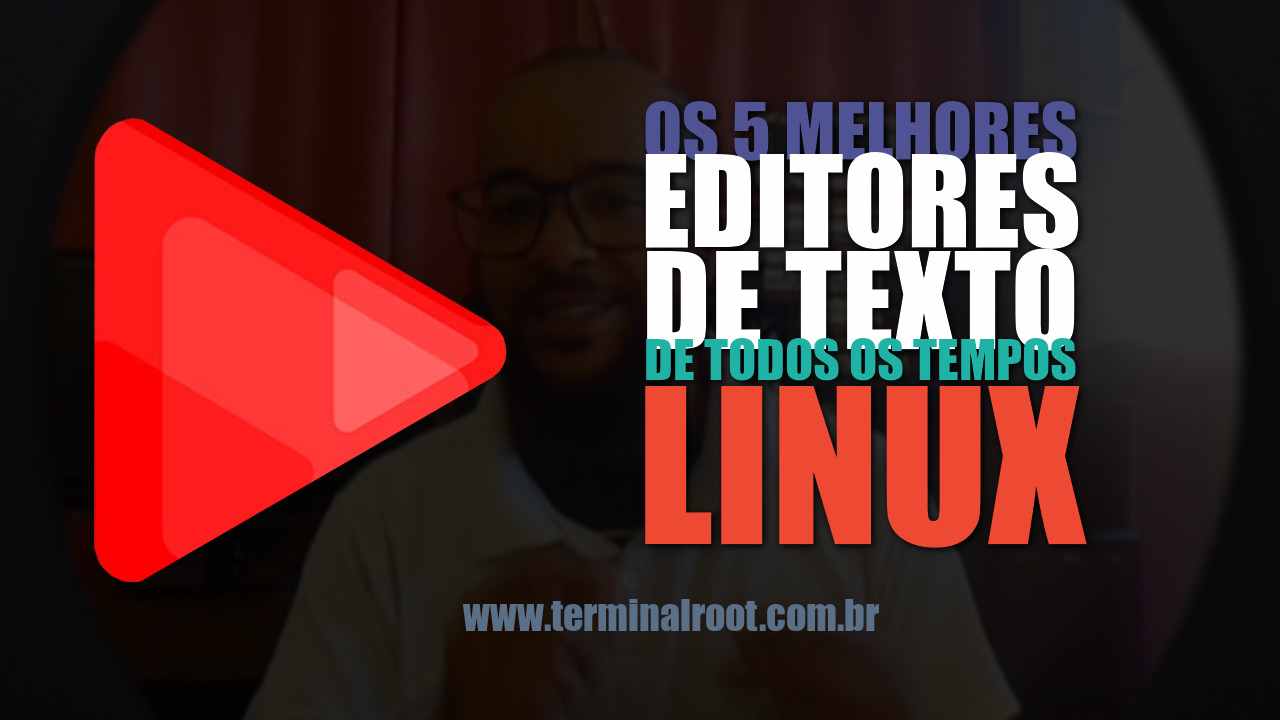 OS 5 MELHORES
EDITORES
DE TEXTO
DE TODOS OS TEMPOS
LINUX
www.terminalroot.com.br